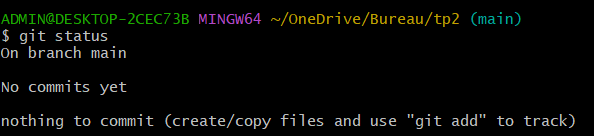 ADMIN@DESKTOP-2CEC73B MINGW64 ~/OneDrive/Bureau/tp2 (main)
$ git status
On branch main
No commits yet
nothing to commit (create/copy files and use "git add" to track)